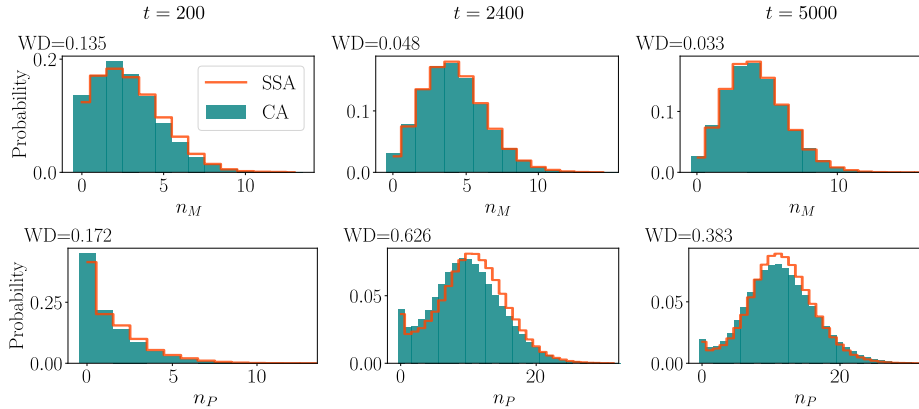 t = 200
t = 2400
t = 5000
WD=0.135
WD=0.048
WD=0.033
Probability
0.2
0.0
0
5
10
n_M
SSA
CA
0.1
0.0
0
10
n_M
0.1
0.0
0
10
n_M
WD=0.172
WD=0.626
WD=0.383
Probability
0.25
0.00
0
5
10
n_P
0.05
0.00
0
20
n_P
0.05
0.00
0
20
n_P